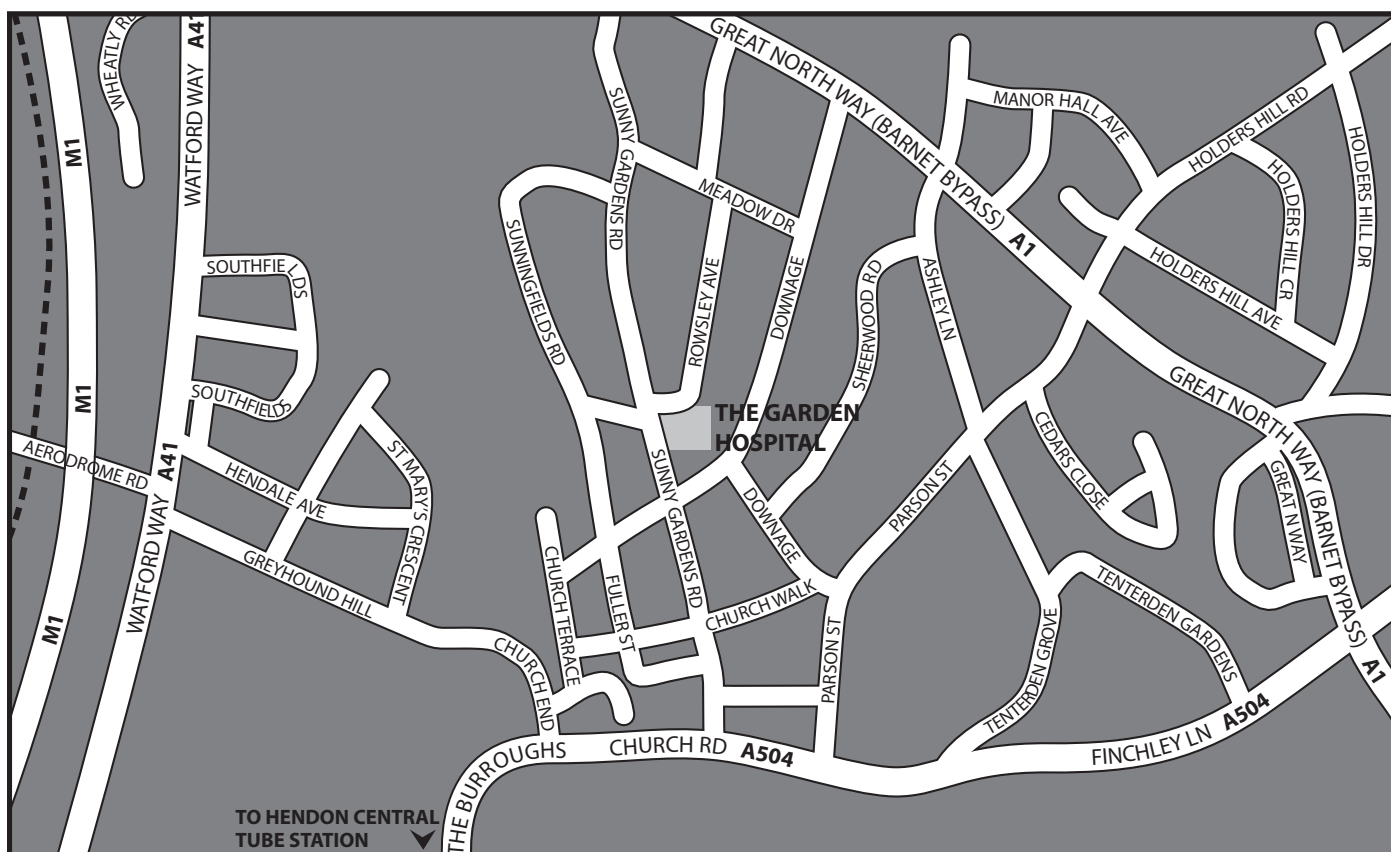 WHEATLY RD
A41
WATFORD WAY
M1
GREAT NORTH WAY (BARNET BYPASS) A1
SUNNY GARDENS RD
MANOR HALL AVE
HOLDERS HILL RD
HOLDERS HILL DR
HOLDERS HILL CR
HOLDERS HILL AVE
MEADOW DR
SUNNINGFIELDS RD
ROWSLEY AVE
DOWNAGE
SHEERWOOD RD
ASHLEY LN
SOUTHFIELDS
SOUTHFIELDS
M1
THE GARDEN
HOSPITAL
GREAT NORTH WAY (BARNET BYPASS) A1
CEDARS CLOSE
GREAT N WAY
AERODROME RD
A41
WATFORD WAY
HENDALE AVE
ST MARY'S CRESCENT
GREYHOUND HILL
SUNNY GARDENS RD
DOWNAGE
PARSON ST
CHURCH TERRACE
FULLER ST
CHURCH WALK
PARSON ST
TENTERDEN GARDENS
TENTERDEN GROVE
M1
CHURCH END
THE BURROUGHS
CHURCH RD A504
FINCHLEY LN A504
TO HENDON CENTRAL
TUBE STATION